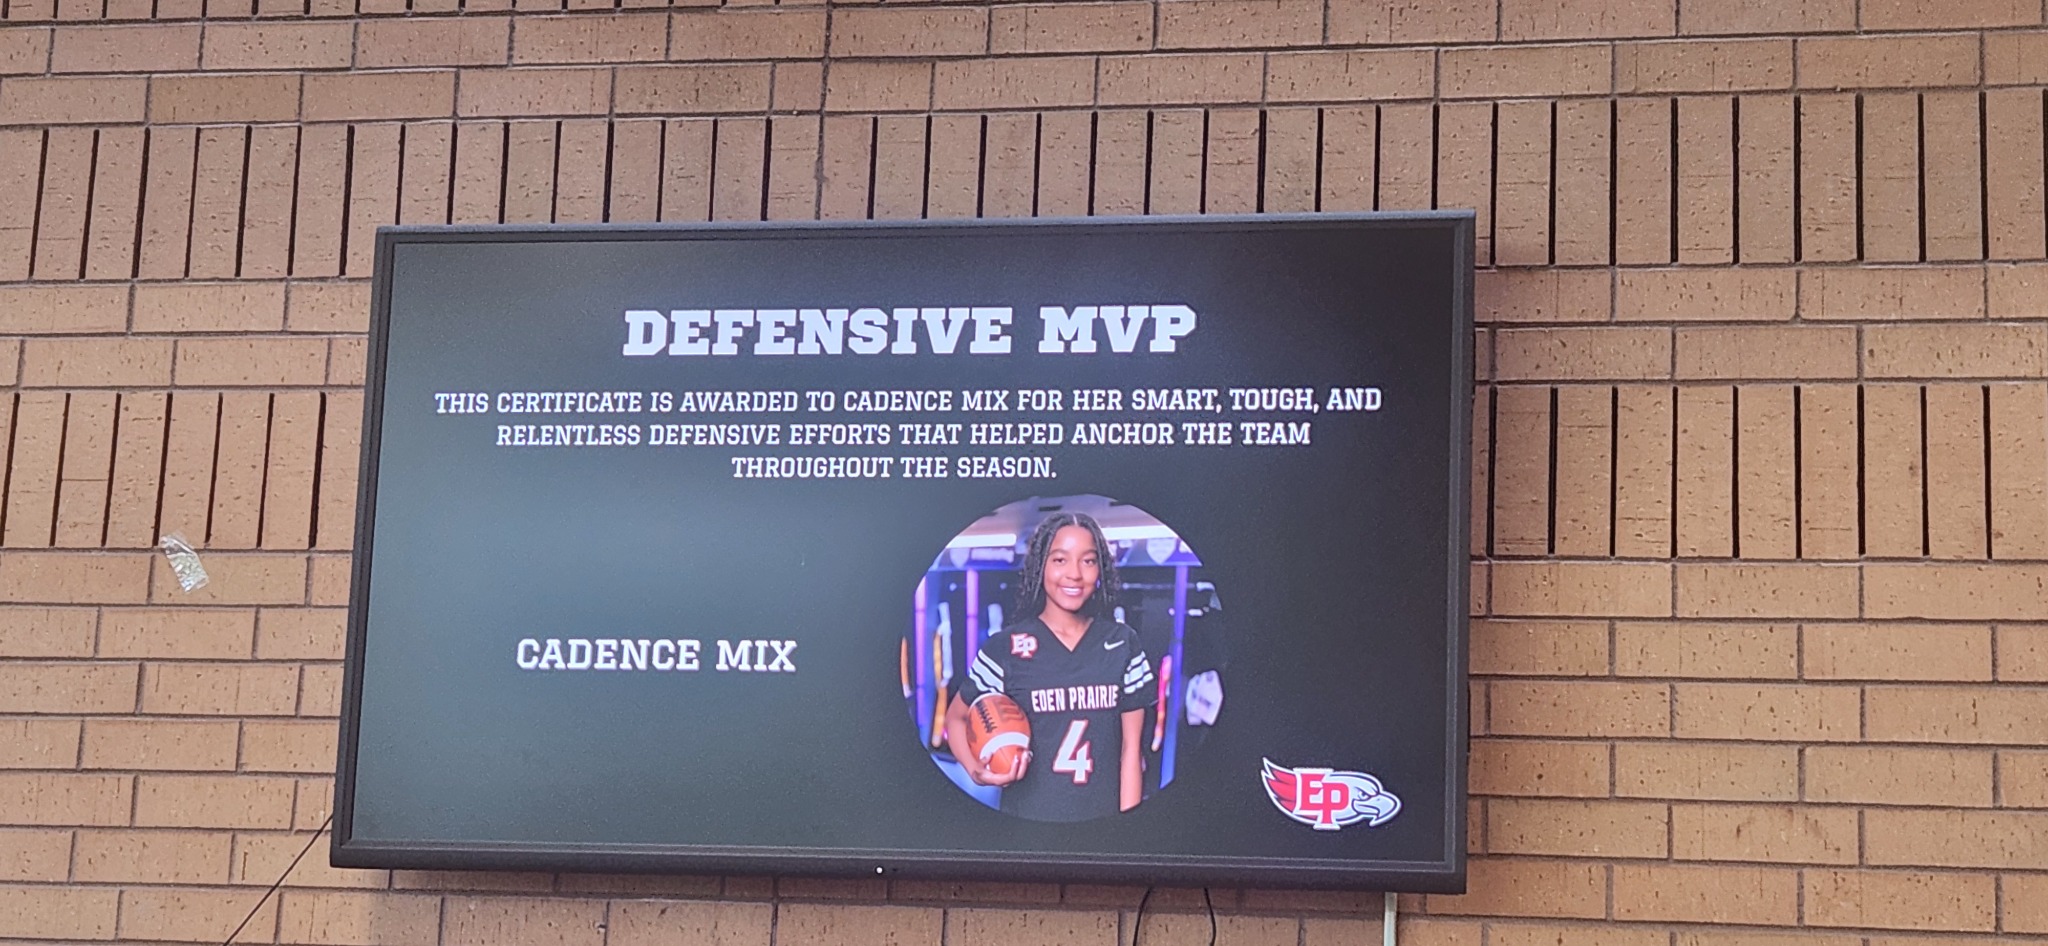 DEFENSIVE MVP
THIS CERTIFICATE IS AWARDED TO CADENCE MIX FOR HER SMART, TOUGH, AND
RELENTLESS DEFENSIVE EFFORTS THAT HELPED ANCHOR THE TEAM
THROUGHOUT THE SEASON.
CADENCE MIX
EP
EDEN PRAIRIE
4
EP